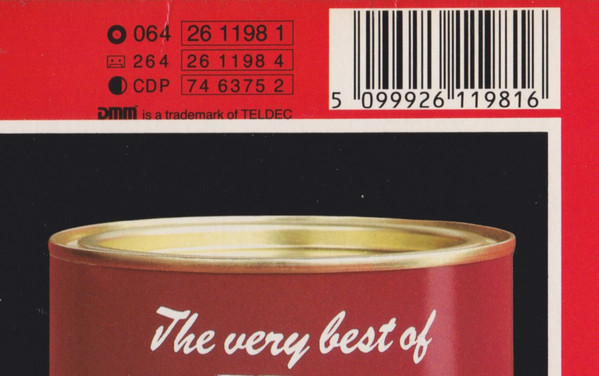 064 26 1198 1
264 26 1198 4
CDP 74 6375 2
DMM is a trademark of TELDEC
5 099926 119816
The very best of